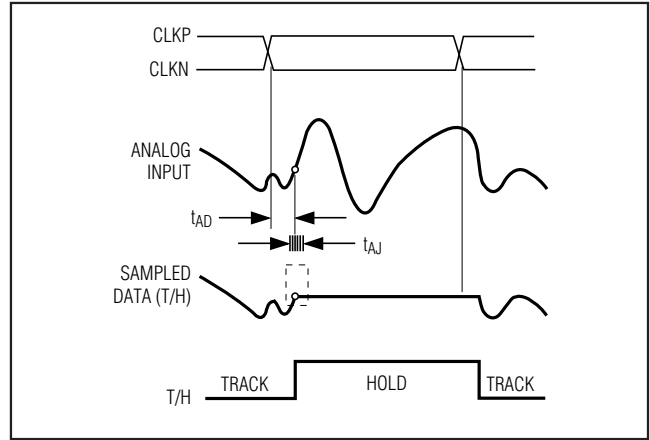 CLKP
CLKN
ANALOG
INPUT
tAD
tAJ
SAMPLED
DATA (T/H)
T/H
TRACK
HOLD
TRACK